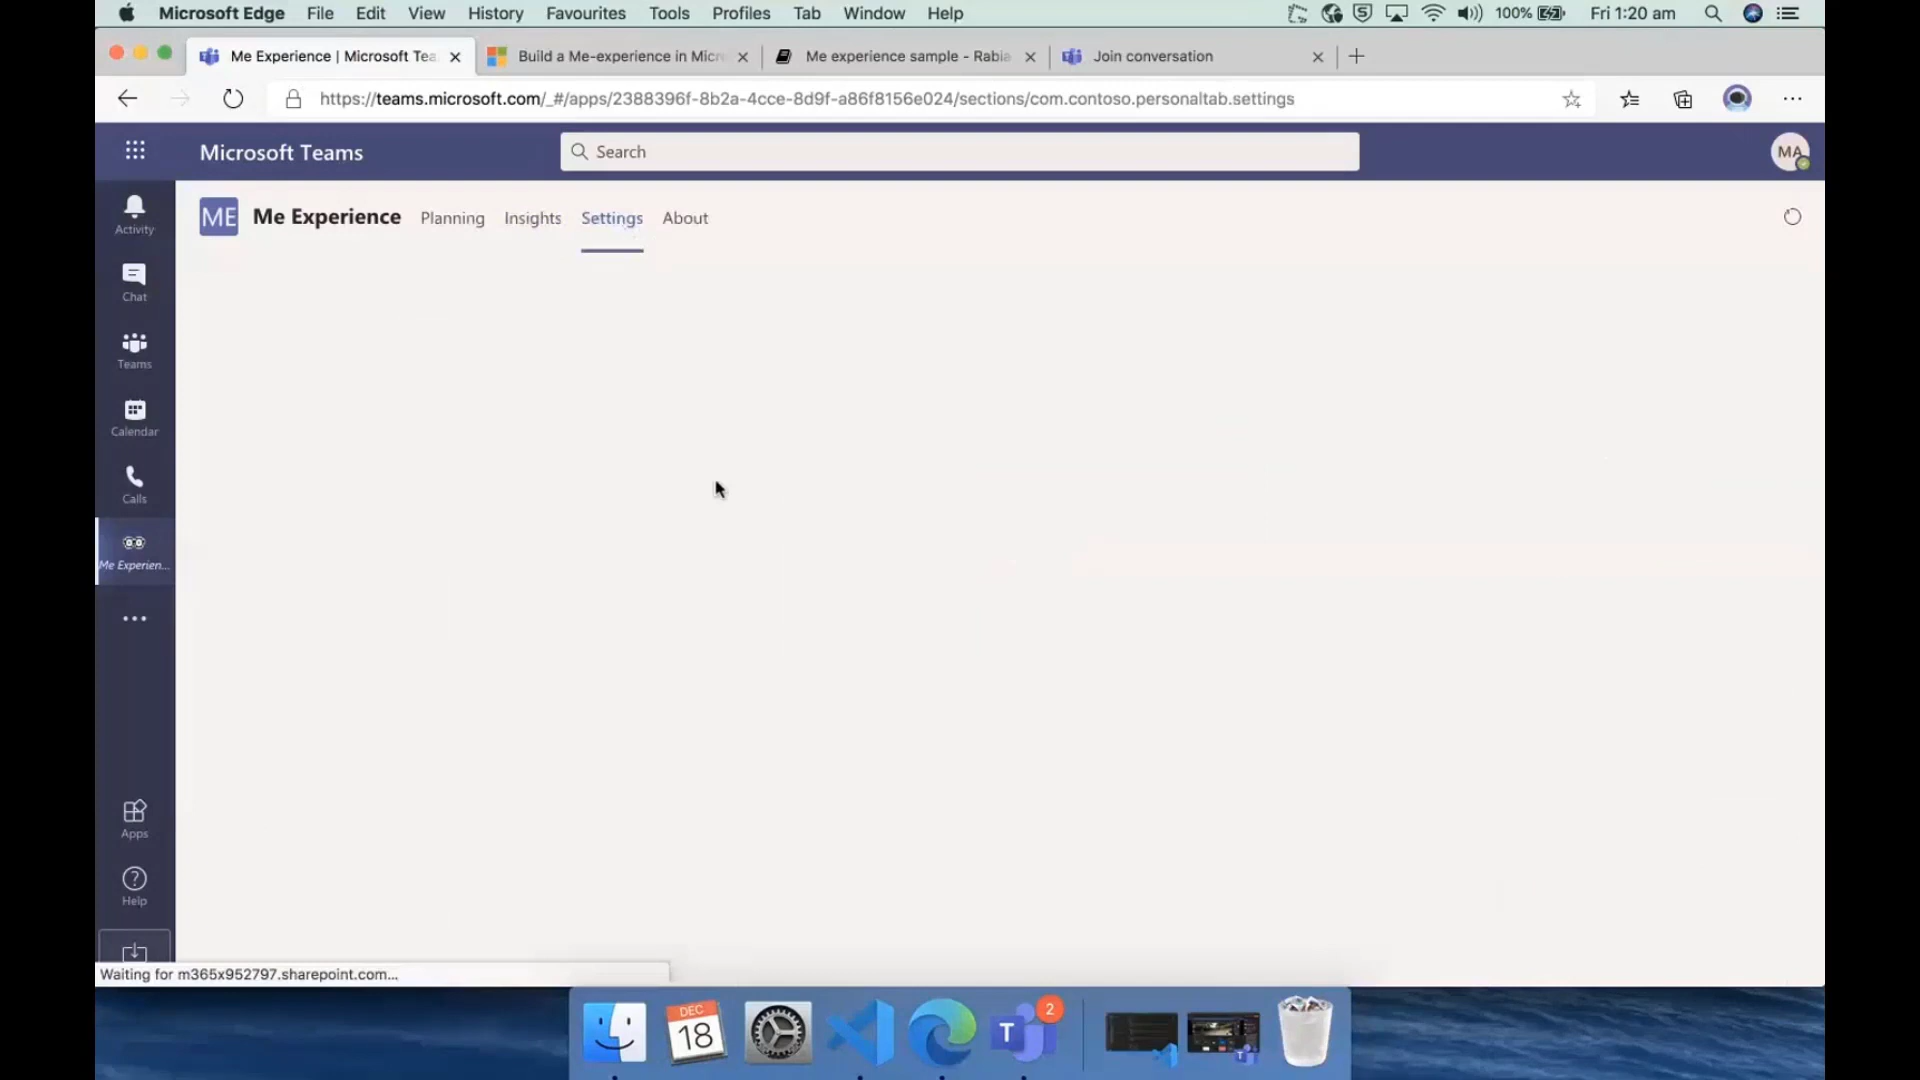 Microsoft Edge File Edit View History Favourites Tools Profiles Tab Window Help 100% Fri 1:20 am
Me Experience | Microsoft Tea Build a Me-experience in Micr Me experience sample - Rabia Join conversation
https://teams.microsoft.com/_#/apps/2388396f-8b2a-4cce-8d9f-a86f8156e024/sections/com.contoso.personaltab.settings
Microsoft Teams Search MA
ME Me Experience Planning Insights Settings About
Activity
Chat
Teams
Calendar
Calls
Me Experien...
Apps
Help
Waiting for m365x952797.sharepoint.com...
DEC
18
T
2